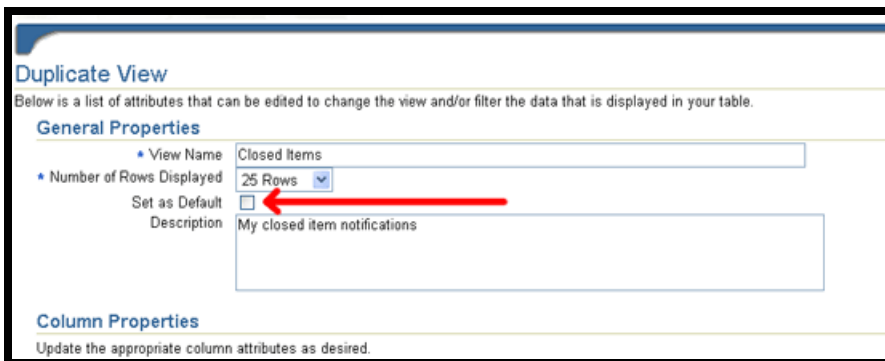 Duplicate View
Below is a list of attributes that can be edited to change the view and/or filter the data that is displayed in your table.
General Properties
* View Name Closed Items
* Number of Rows Displayed 25 Rows
Set as Default
Description My closed item notifications
Column Properties
Update the appropriate column attributes as desired.